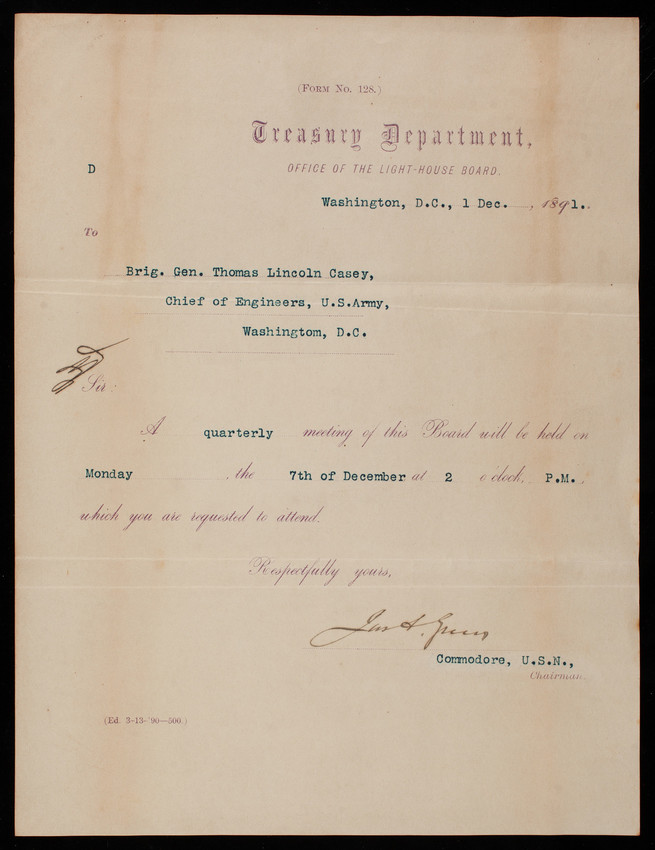 (Form No. 128.)
Treasury Department,
D
OFFICE OF THE LIGHT-HOUSE BOARD.
Washington, D.C., 1 Dec. , 1891.
To
Brig. Gen. Thomas Lincoln Casey,
Chief of Engineers, U.S.Army,
Washingtom, D.C.
Sir:
A quarterly meeting of this Board will be held on
Monday , the 7th of December at 2 o'clock, P.M.,
which you are requested to attend.
Respectfully yours,
Commodore, U.S.N.,
Chairman.
(Ed. 3-13-'90—500.)